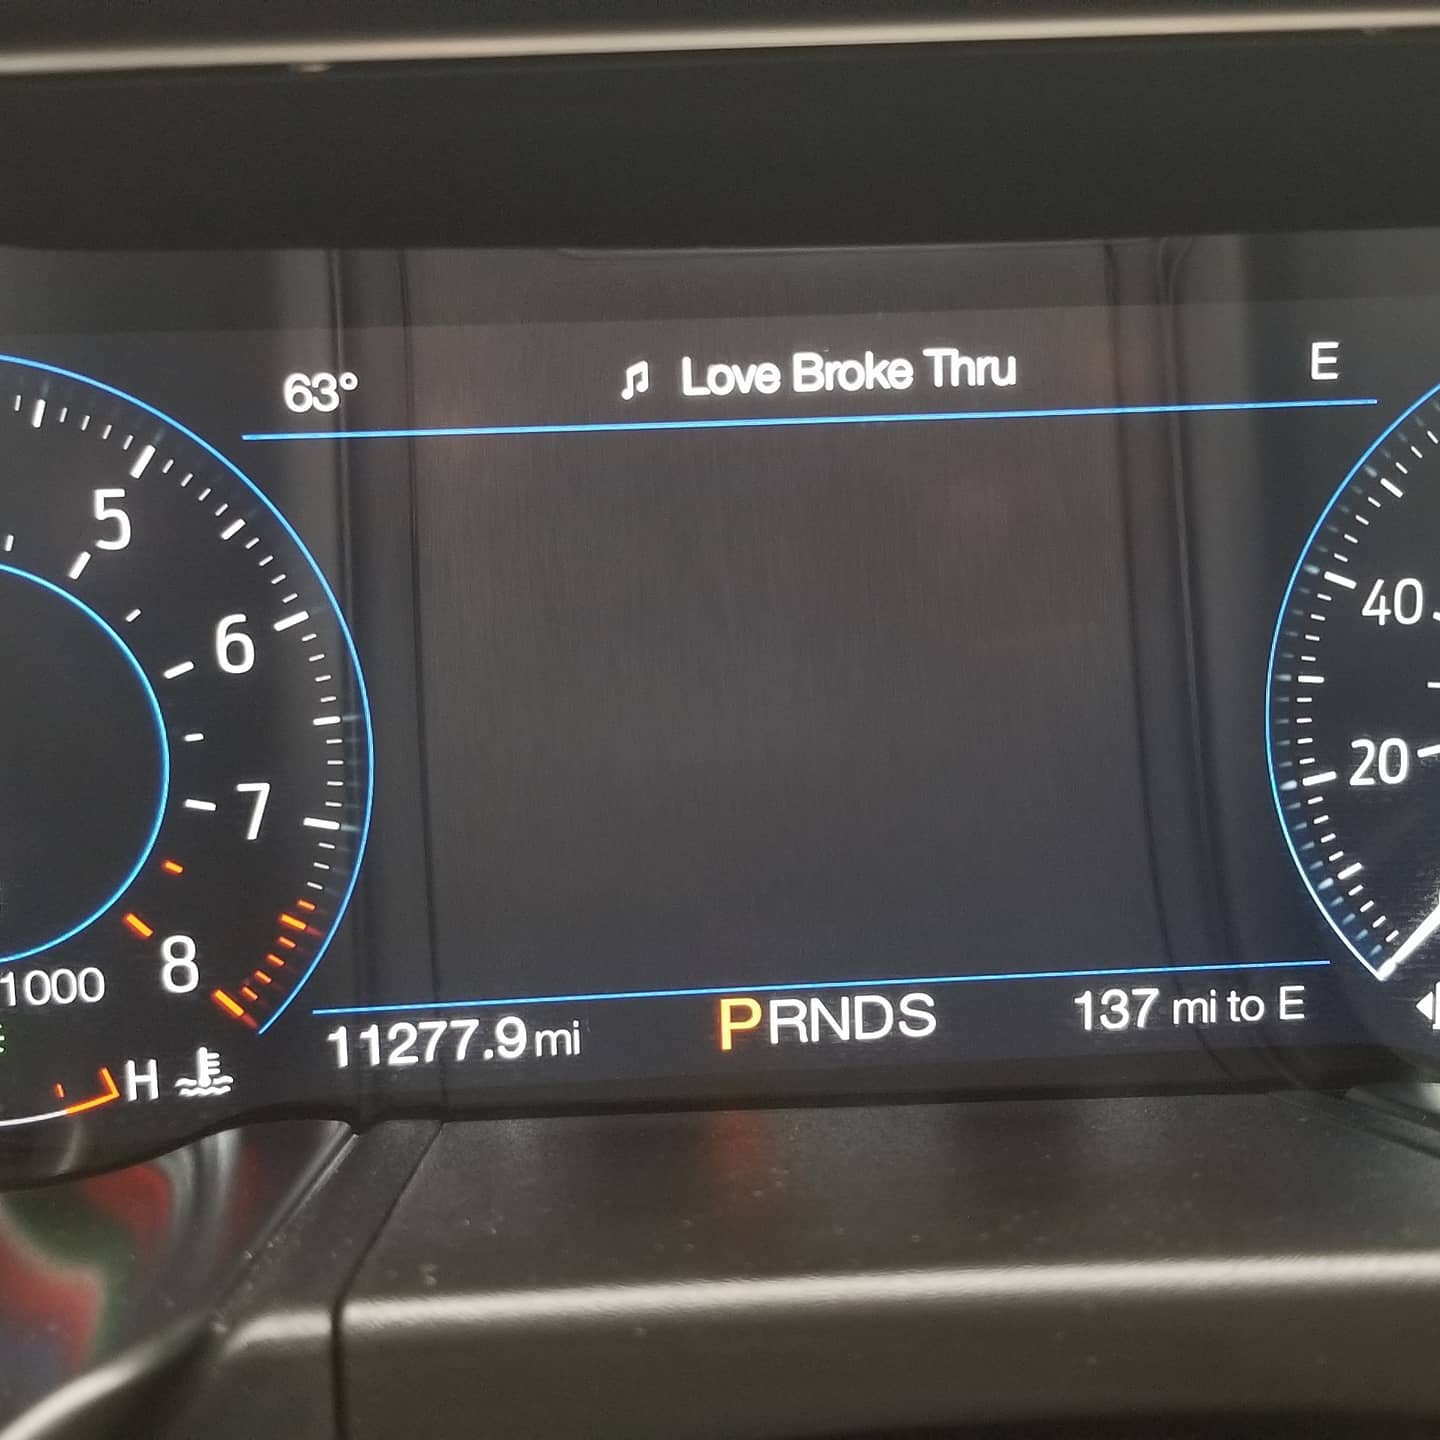 63°
♫ Love Broke Thru
E
5
6
7
8
1000
H
40
20
11277.9 mi
PRNDS
137 mi to E